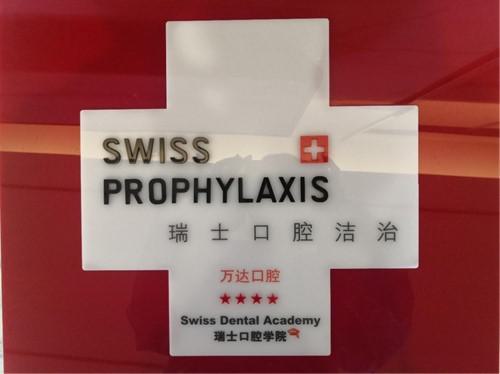 SWISS
PROPHYLAXIS
瑞士口腔洁治
万达口腔
★★★★
Swiss Dental Academy
瑞士口腔学院